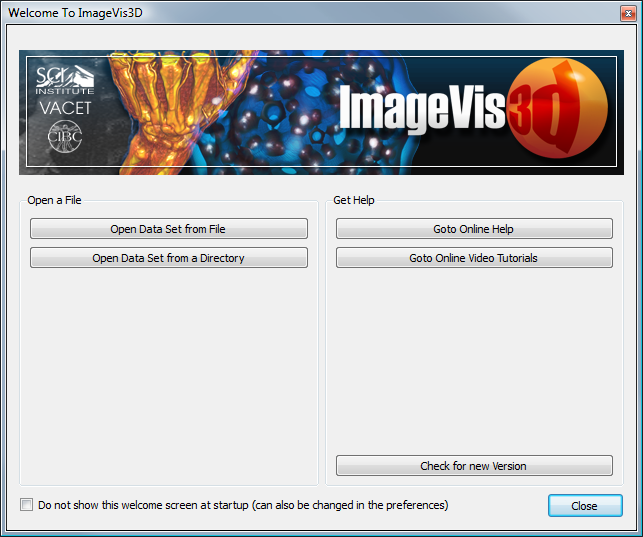 Welcome To ImageVis3D
SCI
INSTITUTE
VACET
CIBC
ImageVis3d
Open a File
Open Data Set from File
Open Data Set from a Directory
Get Help
Goto Online Help
Goto Online Video Tutorials
Check for new Version
Do not show this welcome screen at startup (can also be changed in the preferences)
Close